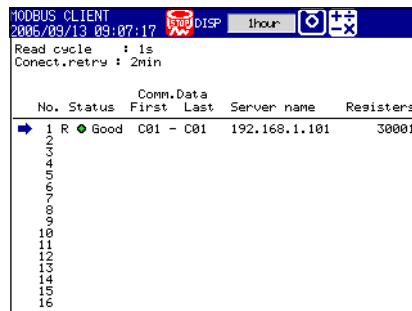 MODBUS CLIENT
2006/09/13 09:07:17 STOP DISP 1hour
Read cycle : 1s
Conect.retry : 2min
Comm.Data
No. Status First Last Server name Registers
1 R Good C01 - C01 192.168.1.101 30001
2
3
4
5
6
7
8
9
10
11
12
13
14
15
16